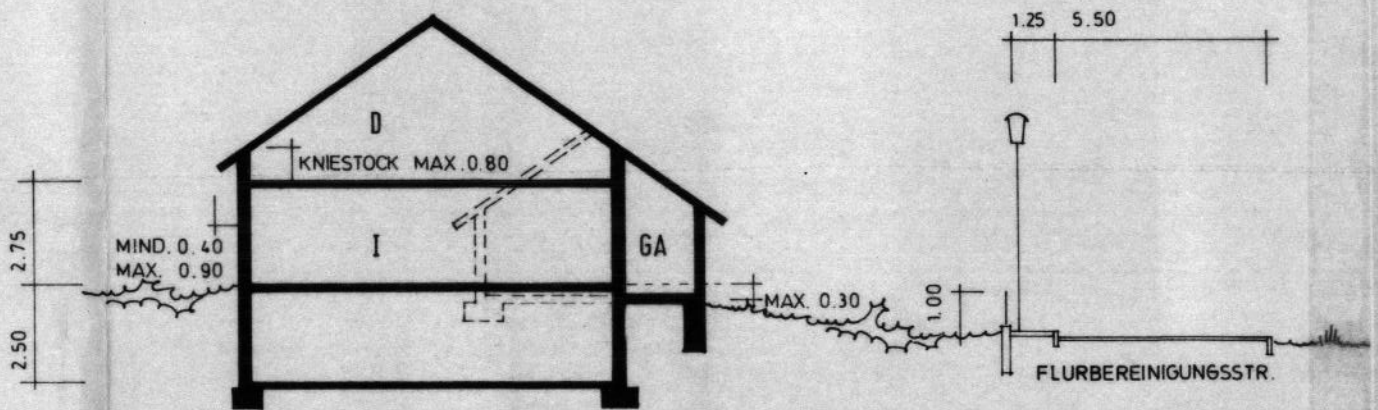 1.25 5.50
D
KNIESTOCK MAX.0.80
2.75
MIND. 0.40
MAX. 0.90
I
GA
MAX. 0.30
1.00
2.50
FLURBEREINIGUNGSSTR.